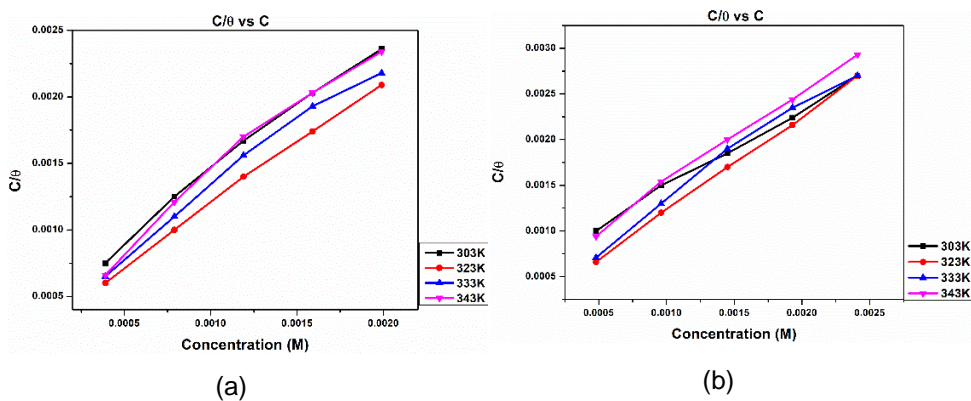 C/θ vs C
C/θ
0.0025
0.0020
0.0015
0.0010
0.0005
0.0005 0.0010 0.0015 0.0020
Concentration (M)
303K
323K
333K
343K
(a)
C/θ vs C
C/θ
0.0030
0.0025
0.0020
0.0015
0.0010
0.0005
0.0005 0.0010 0.0015 0.0020 0.0025
Concentration (M)
303K
323K
333K
343K
(b)